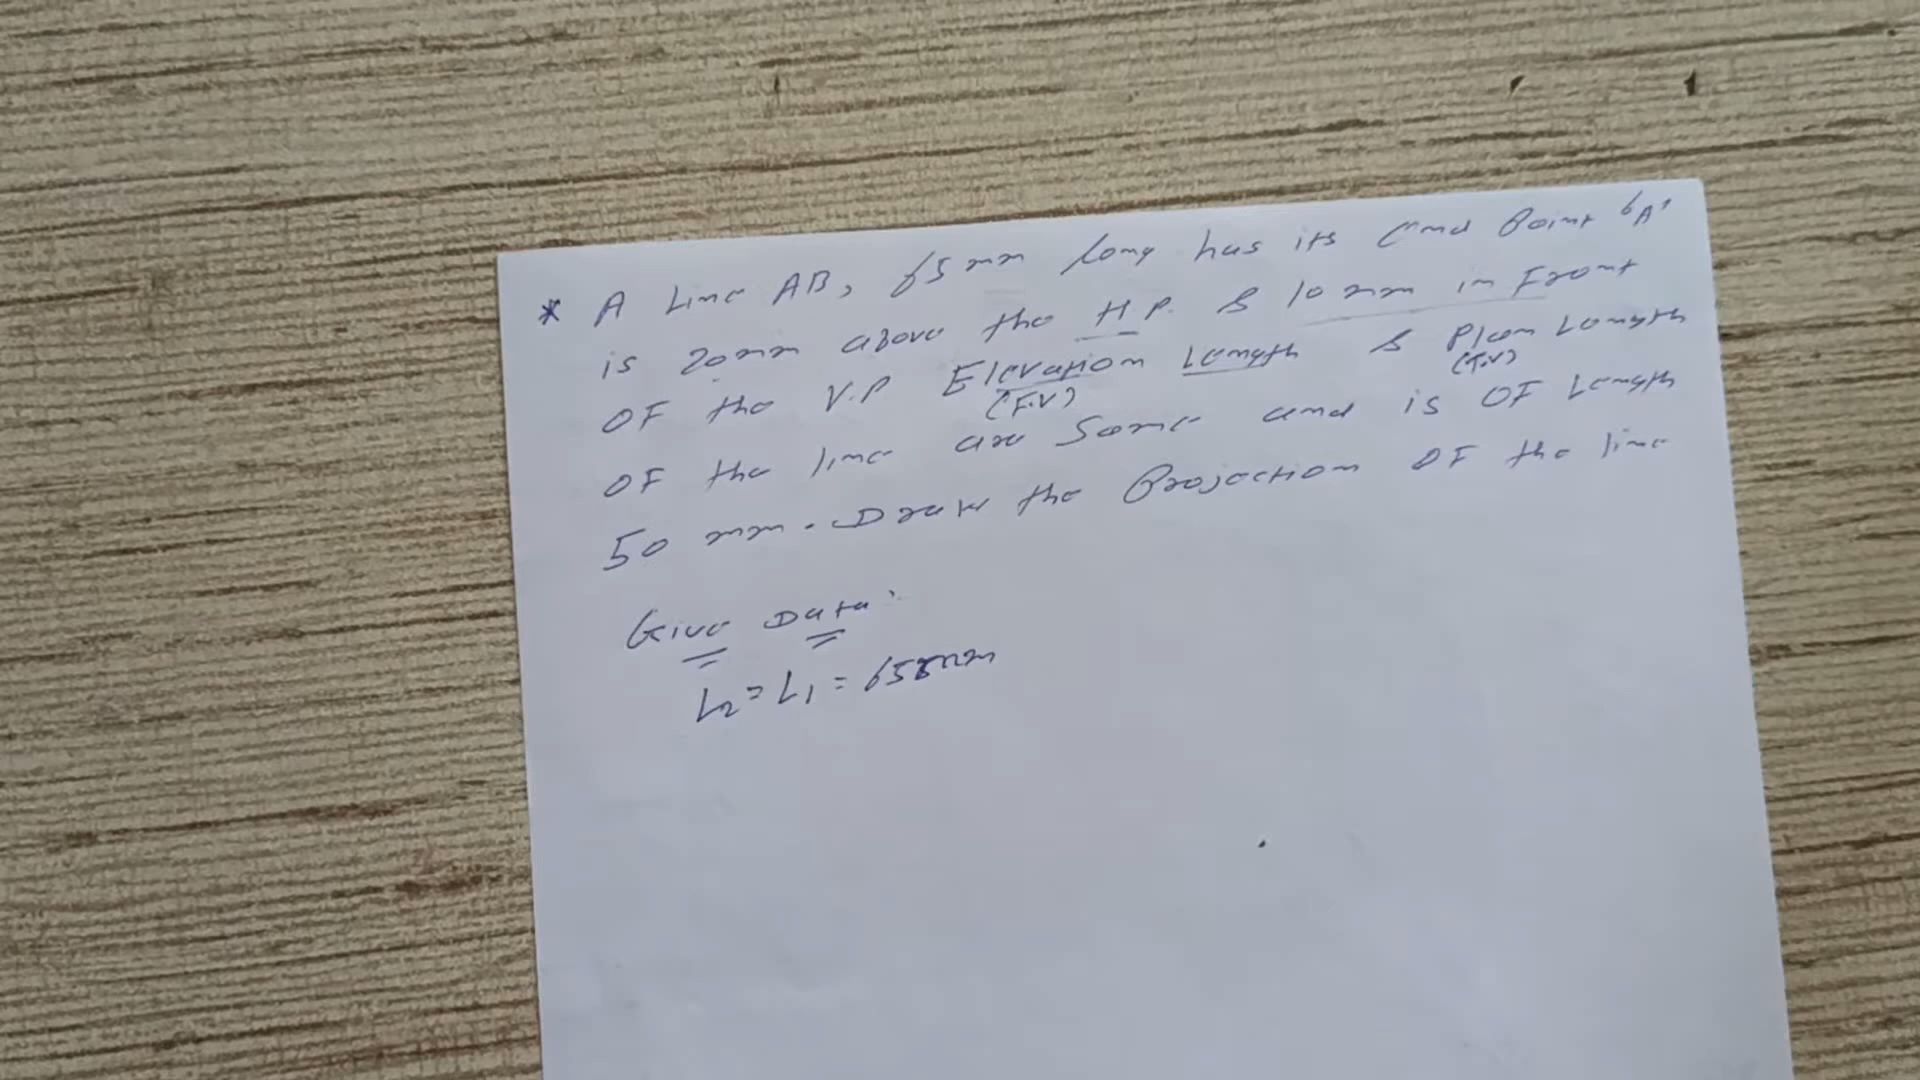 * A Line AB, 65mm long has its end Point 'A'
is 20mm above the H.P. & 10 mm in Front
OF the V.P Elevation Length & Plan Length
(F.V) (T.V)
OF the line are Same and is OF Length
50 mm. Draw the Projection OF the line
Give Data:
L2 = L1 = 65mm